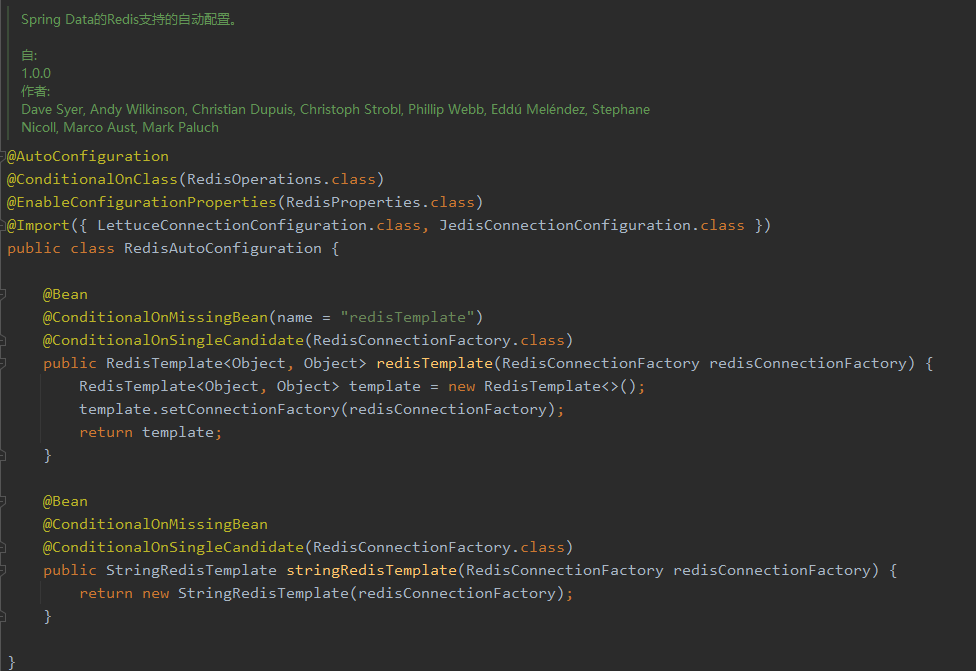 Spring Data的Redis支持的自动配置。
自:
1.0.0
作者:
Dave Syer, Andy Wilkinson, Christian Dupuis, Christoph Strobl, Phillip Webb, Eddú Meléndez, Stephane
Nicoll, Marco Aust, Mark Paluch
@AutoConfiguration
@ConditionalOnClass(RedisOperations.class)
@EnableConfigurationProperties(RedisProperties.class)
@Import({ LettuceConnectionConfiguration.class, JedisConnectionConfiguration.class })
public class RedisAutoConfiguration {
    @Bean
    @ConditionalOnMissingBean(name = "redisTemplate")
    @ConditionalOnSingleCandidate(RedisConnectionFactory.class)
    public RedisTemplate<Object, Object> redisTemplate(RedisConnectionFactory redisConnectionFactory) {
        RedisTemplate<Object, Object> template = new RedisTemplate<>();
        template.setConnectionFactory(redisConnectionFactory);
        return template;
    }
    @Bean
    @ConditionalOnMissingBean
    @ConditionalOnSingleCandidate(RedisConnectionFactory.class)
    public StringRedisTemplate stringRedisTemplate(RedisConnectionFactory redisConnectionFactory) {
        return new StringRedisTemplate(redisConnectionFactory);
    }
}